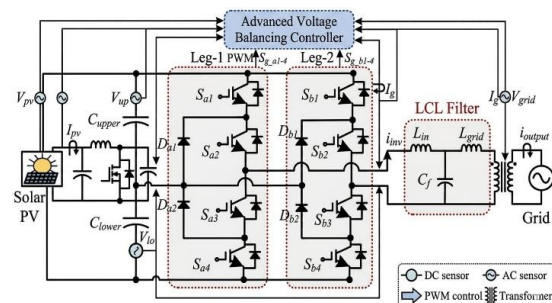 Advanced Voltage
Balancing Controller
Leg-1 PWM S_g_a1-4
Leg-2 S_g_b1-4
V_pv
V_up
I_g
V_grid
S_a1
S_b1
I_g
LCL Filter
C_upper
I_pv
D_a1
S_a2
D_b1
S_b2
i_inv
L_in
L_grid
i_output
Solar
PV
C_lower
V_lo
D_a2
S_a3
D_b2
S_b3
C_f
Grid
S_a4
S_b4
DC sensor
AC sensor
PWM control
Transformer